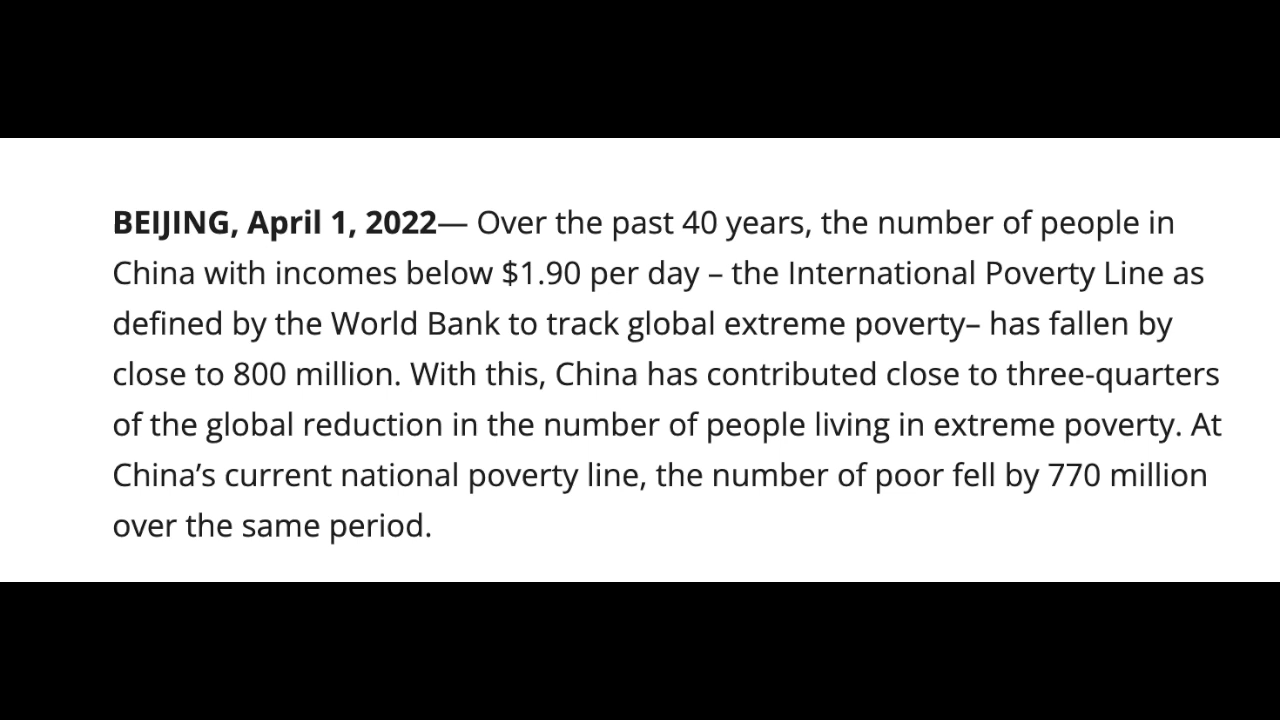 BEIJING, April 1, 2022— Over the past 40 years, the number of people in
China with incomes below $1.90 per day – the International Poverty Line as
defined by the World Bank to track global extreme poverty– has fallen by
close to 800 million. With this, China has contributed close to three-quarters
of the global reduction in the number of people living in extreme poverty. At
China’s current national poverty line, the number of poor fell by 770 million
over the same period.